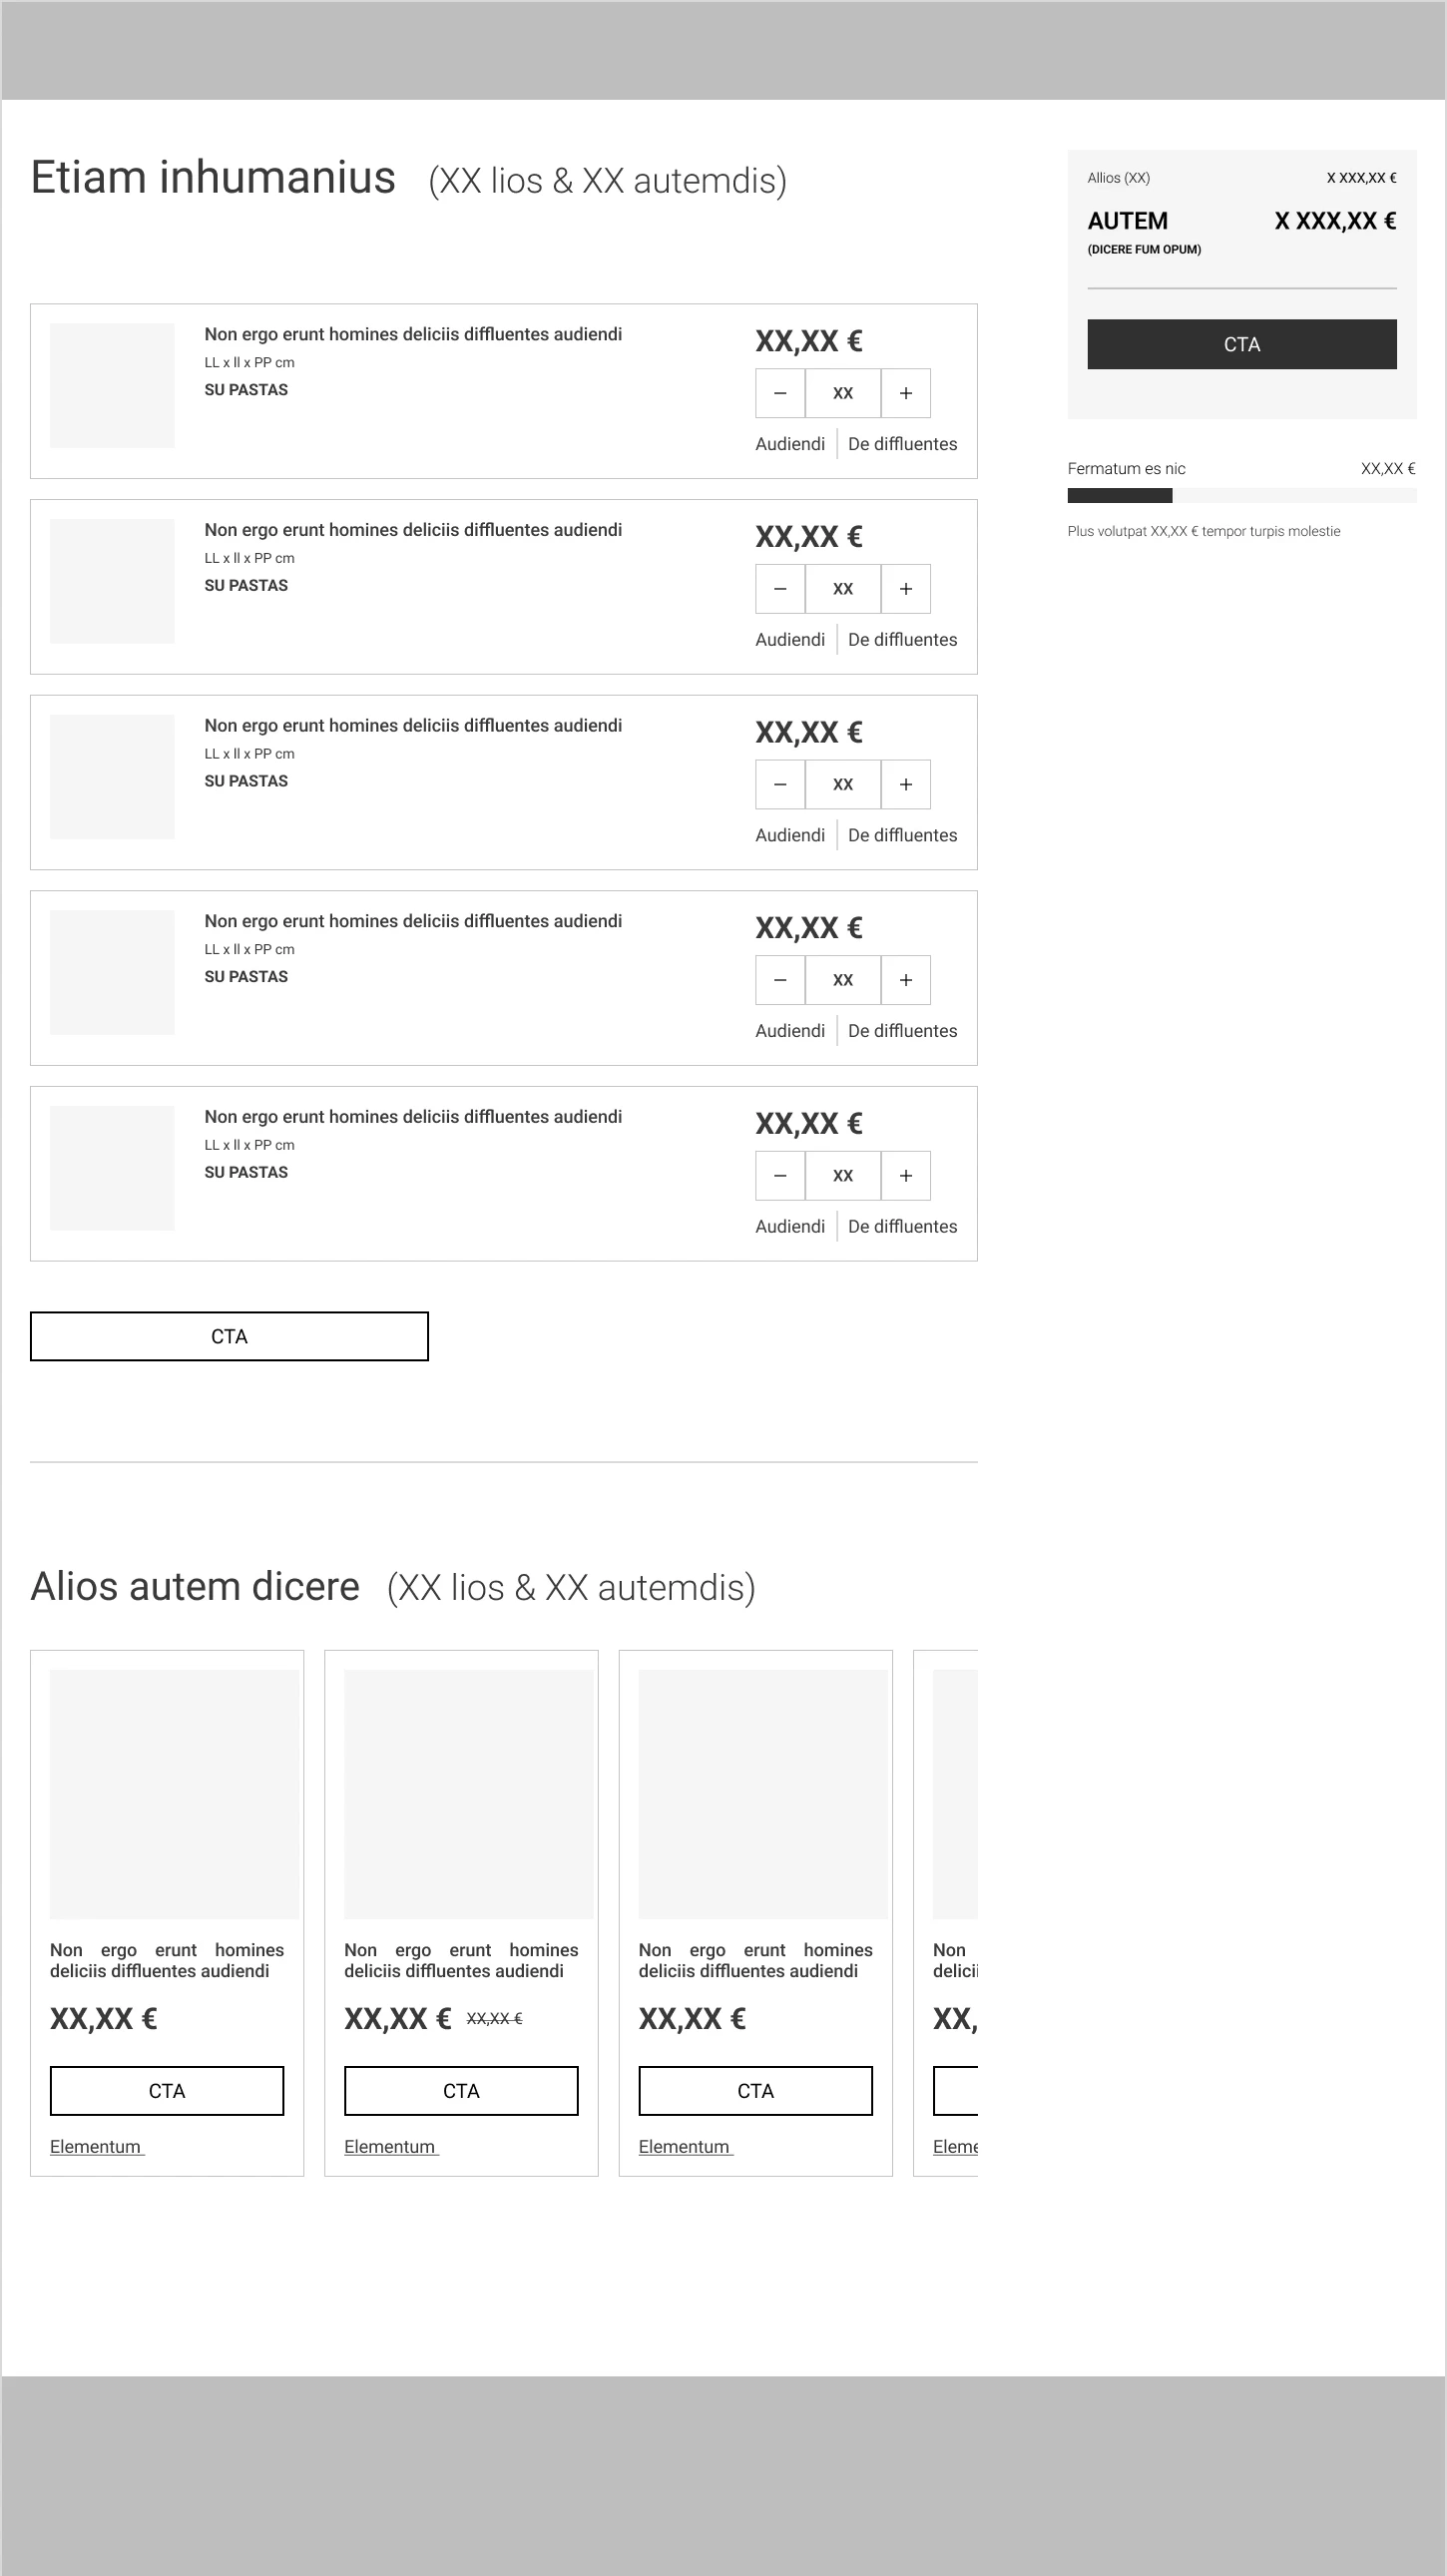 Etiam inhumanius (XX lios & XX autemdis)
Non ergo erunt homines deliciis diffluentes audiendi
LL x ll x PP cm
SU PASTAS
XX,XX €
− XX +
Audiendi | De diffluentes
Non ergo erunt homines deliciis diffluentes audiendi
LL x ll x PP cm
SU PASTAS
XX,XX €
− XX +
Audiendi | De diffluentes
Non ergo erunt homines deliciis diffluentes audiendi
LL x ll x PP cm
SU PASTAS
XX,XX €
− XX +
Audiendi | De diffluentes
Non ergo erunt homines deliciis diffluentes audiendi
LL x ll x PP cm
SU PASTAS
XX,XX €
− XX +
Audiendi | De diffluentes
Non ergo erunt homines deliciis diffluentes audiendi
LL x ll x PP cm
SU PASTAS
XX,XX €
− XX +
Audiendi | De diffluentes
CTA
Allios (XX) X XXX,XX €
AUTEM X XXX,XX €
(DICERE FUM OPUM)
CTA
Fermatum es nic XX,XX €
Plus volutpat XX,XX € tempor turpis molestie
Alios autem dicere (XX lios & XX autemdis)
Non ergo erunt homines
deliciis diffluentes audiendi
XX,XX €
CTA
Elementum
Non ergo erunt homines
deliciis diffluentes audiendi
XX,XX € XX,XX €
CTA
Elementum
Non ergo erunt homines
deliciis diffluentes audiendi
XX,XX €
CTA
Elementum
Non
delici
XX,
Eleme